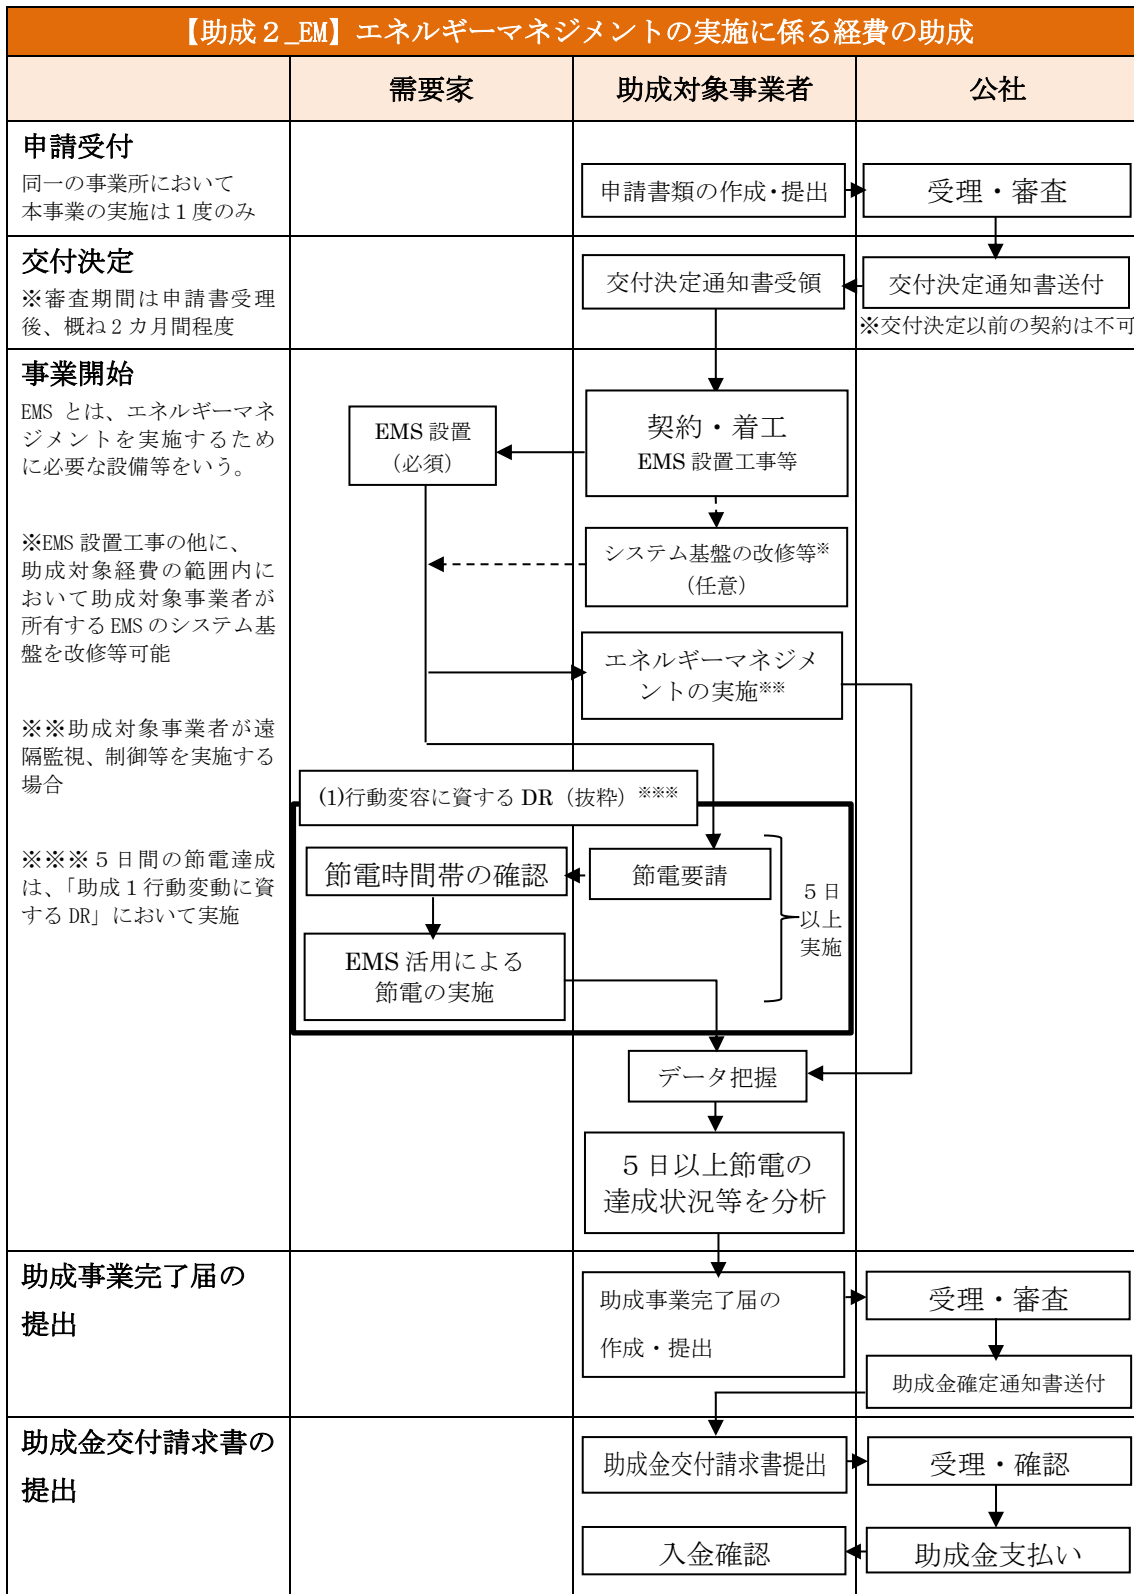 【助成２_EM】エネルギーマネジメントの実施に係る経費の助成
需要家
助成対象事業者
公社
申請受付
同一の事業所において
本事業の実施は１度のみ
申請書類の作成・提出
受理・審査
交付決定
※審査期間は申請書受理
後、概ね２カ月間程度
交付決定通知書受領
交付決定通知書送付
※交付決定以前の契約は不可
事業開始
EMS とは、エネルギーマネ
ジメントを実施するため
に必要な設備等をいう。
※EMS 設置工事の他に、
助成対象経費の範囲内に
おいて助成対象事業者が
所有する EMS のシステム基
盤を改修等可能
※※助成対象事業者が遠
隔監視、制御等を実施する
場合
※※※５日間の節電達成
は、「助成１行動変動に資
する DR」において実施
EMS 設置
（必須）
契約・着工
EMS 設置工事等
システム基盤の改修等※
（任意）
エネルギーマネジメ
ントの実施※※
(1)行動変容に資する DR（抜粋）※※※
節電時間帯の確認
節電要請
５日
以上
実施
EMS 活用による
節電の実施
データ把握
５日以上節電の
達成状況等を分析
助成事業完了届の
提出
助成事業完了届の
作成・提出
受理・審査
助成金確定通知書送付
助成金交付請求書の
提出
助成金交付請求書提出
受理・確認
入金確認
助成金支払い